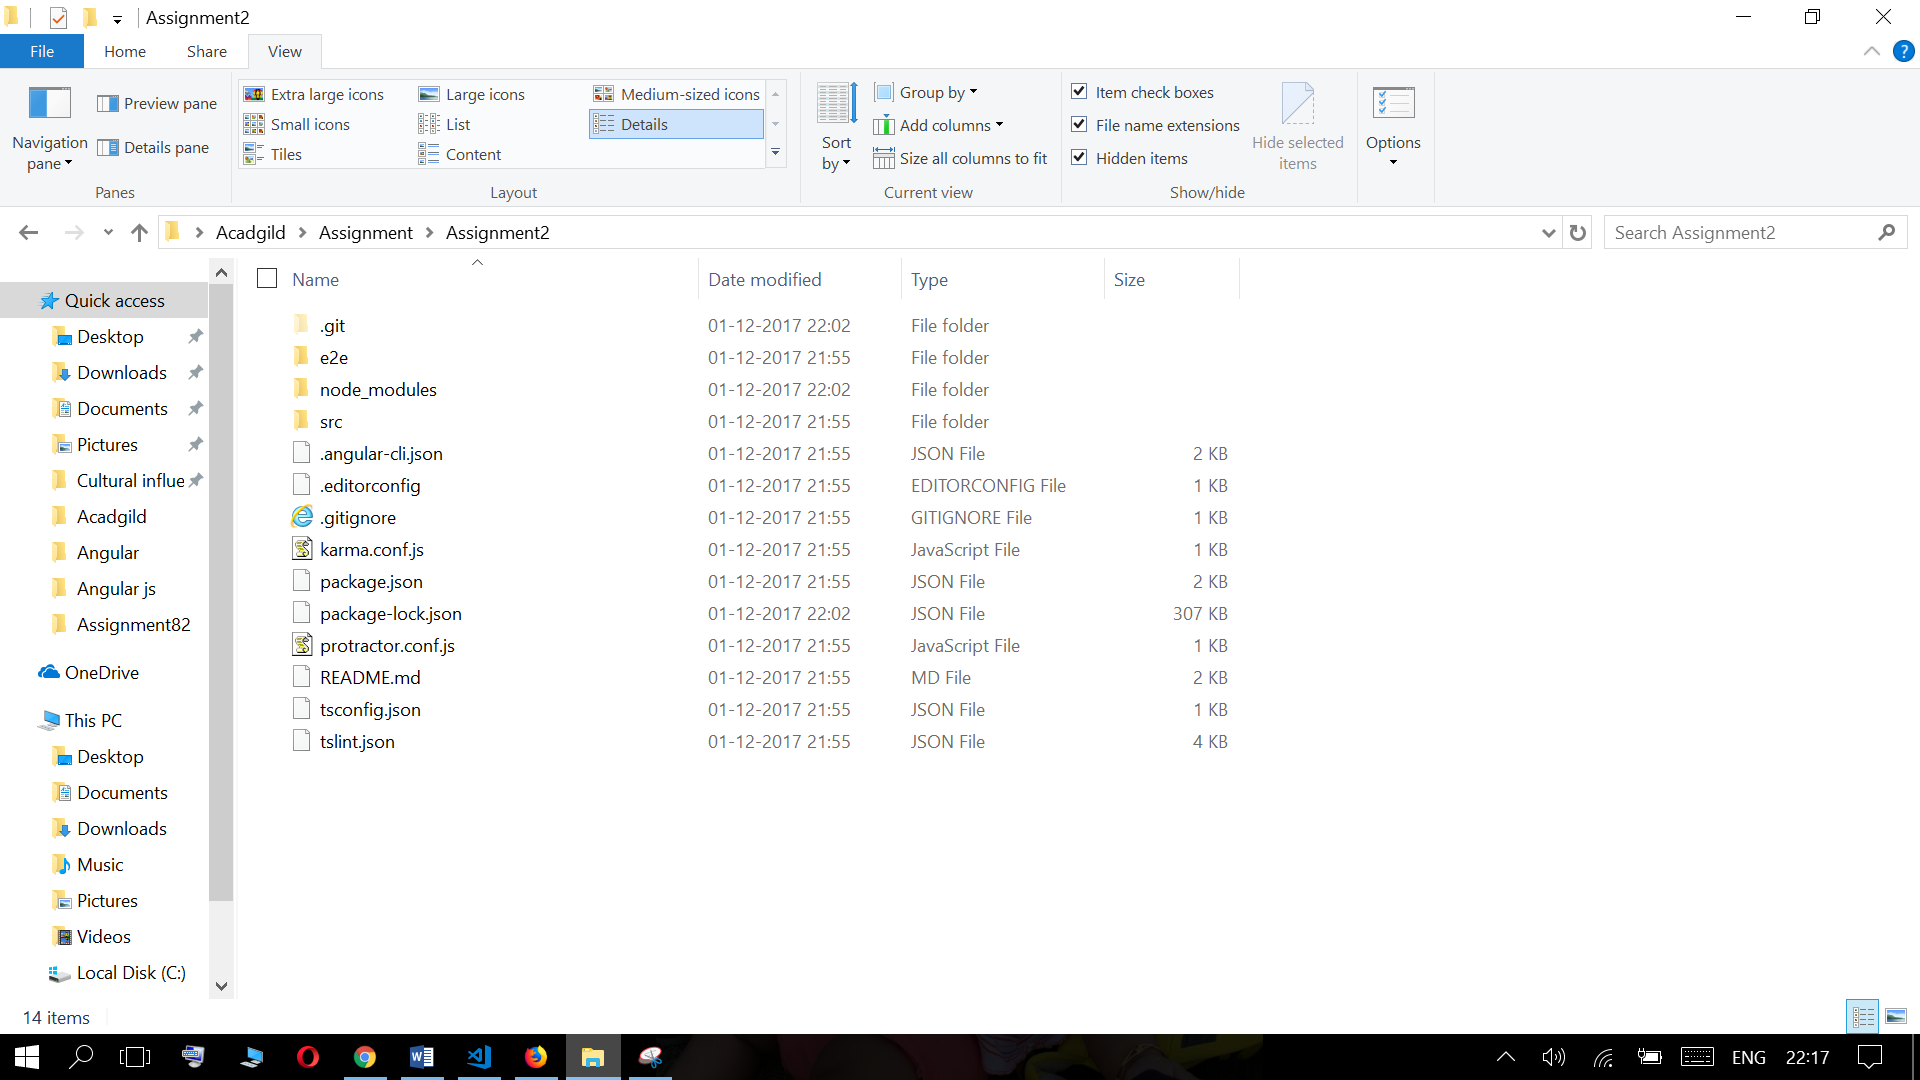 Assignment2
File Home Share View
Navigation pane
Preview pane
Details pane
Panes
Extra large icons Large icons Medium-sized icons
Small icons List Details
Tiles Content
Layout
Sort by
Group by
Add columns
Size all columns to fit
Current view
Item check boxes
File name extensions
Hidden items
Hide selected items
Show/hide
Options
Acadgild Assignment Assignment2
Search Assignment2
Quick access
Desktop
Downloads
Documents
Pictures
Cultural influe
Acadgild
Angular
Angular js
Assignment82
OneDrive
This PC
Desktop
Documents
Downloads
Music
Pictures
Videos
Local Disk (C:)
Name Date modified Type Size
.git 01-12-2017 22:02 File folder
e2e 01-12-2017 21:55 File folder
node_modules 01-12-2017 22:02 File folder
src 01-12-2017 21:55 File folder
.angular-cli.json 01-12-2017 21:55 JSON File 2 KB
.editorconfig 01-12-2017 21:55 EDITORCONFIG File 1 KB
.gitignore 01-12-2017 21:55 GITIGNORE File 1 KB
karma.conf.js 01-12-2017 21:55 JavaScript File 1 KB
package.json 01-12-2017 21:55 JSON File 2 KB
package-lock.json 01-12-2017 22:02 JSON File 307 KB
protractor.conf.js 01-12-2017 21:55 JavaScript File 1 KB
README.md 01-12-2017 21:55 MD File 2 KB
tsconfig.json 01-12-2017 21:55 JSON File 1 KB
tslint.json 01-12-2017 21:55 JSON File 4 KB
14 items
ENG 22:17